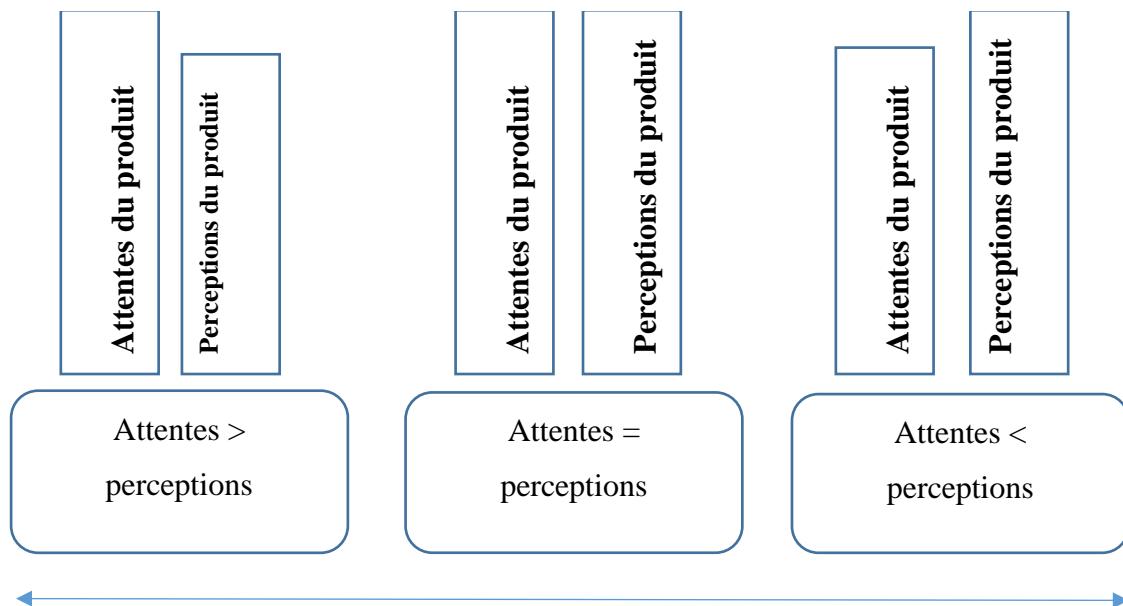 Attentes du produit
Perceptions du produit
Attentes du produit
Perceptions du produit
Attentes du produit
Perceptions du produit
Attentes >
perceptions
Attentes =
perceptions
Attentes <
perceptions